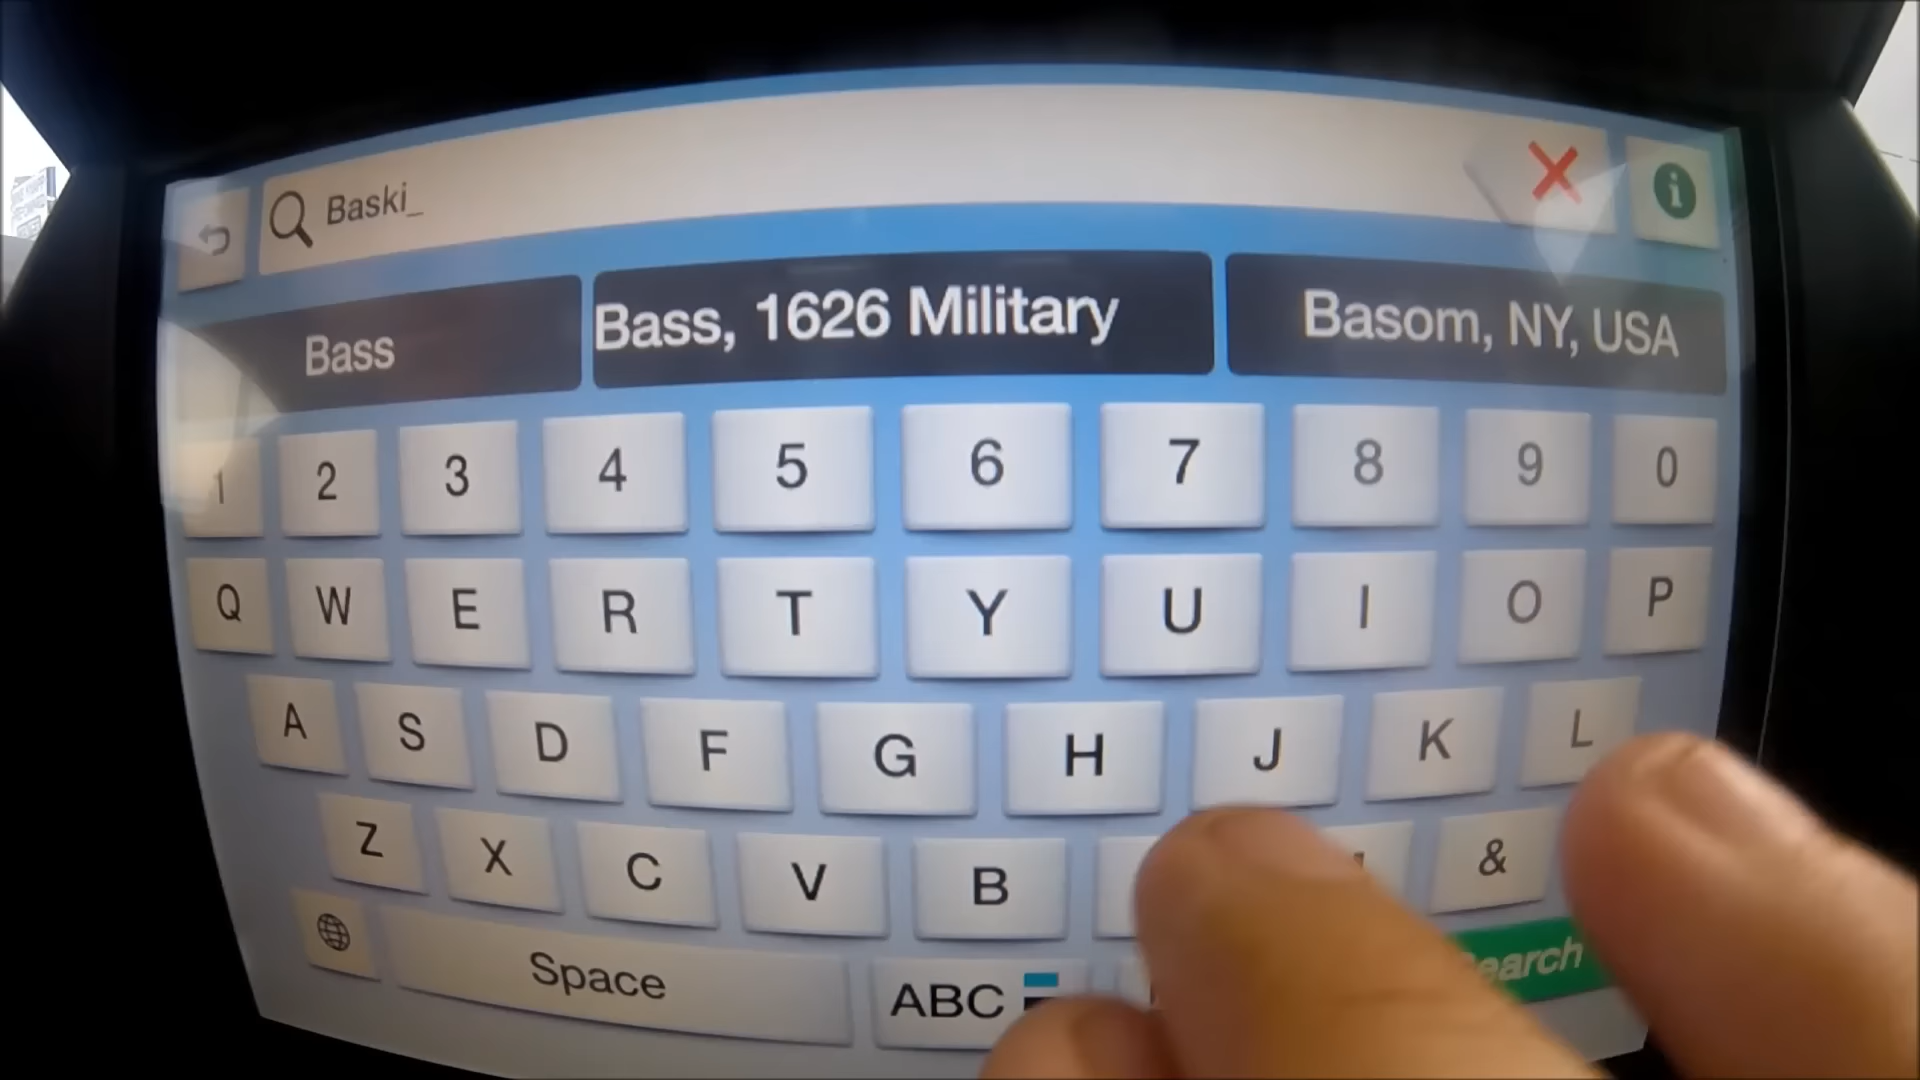 Baski_
Bass
Bass, 1626 Military
Basom, NY, USA
1 2 3 4 5 6 7 8 9 0
Q W E R T Y U I O P
A S D F G H J K L
Z X C V B &
Space ABC earch